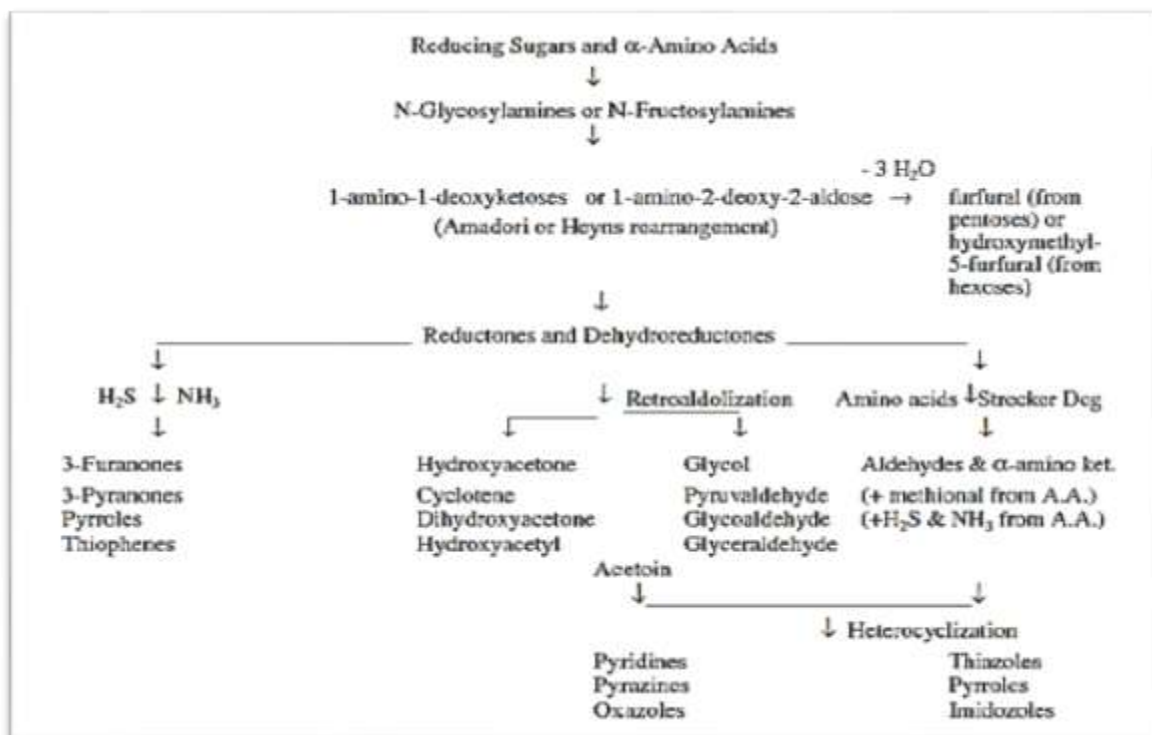 Reducing Sugars and α-Amino Acids
↓
N-Glycosylamines or N-Fructosylamines
↓
- 3 H₂O
1-amino-1-deoxyketoses or 1-amino-2-deoxy-2-aldose → furfural (from
(Amadori or Heyns rearrangement) pentoses) or
hydroxymethyl-
5-furfural (from
hexoses)
↓
Reductones and Dehydroreductones
↓ ↓
H₂S ↓ NH₃ ↓ Retroaldolization Amino acids ↓ Strecker Deg
↓ ↓ ↓ ↓
3-Furanones Hydroxyacetone Glycol Aldehydes & α-amino ket.
3-Pyranones Cyclotene Pyruvaldehyde (+ methional from A.A.)
Pyrroles Dihydroxyacetone Glycoaldehyde (+H₂S & NH₃ from A.A.)
Thiophenes Hydroxyacetyl Glyceraldehyde
Acetoin
↓ ↓
↓ Heterocyclization
Pyridines Thiazoles
Pyrazines Pyrroles
Oxazoles Imidozoles